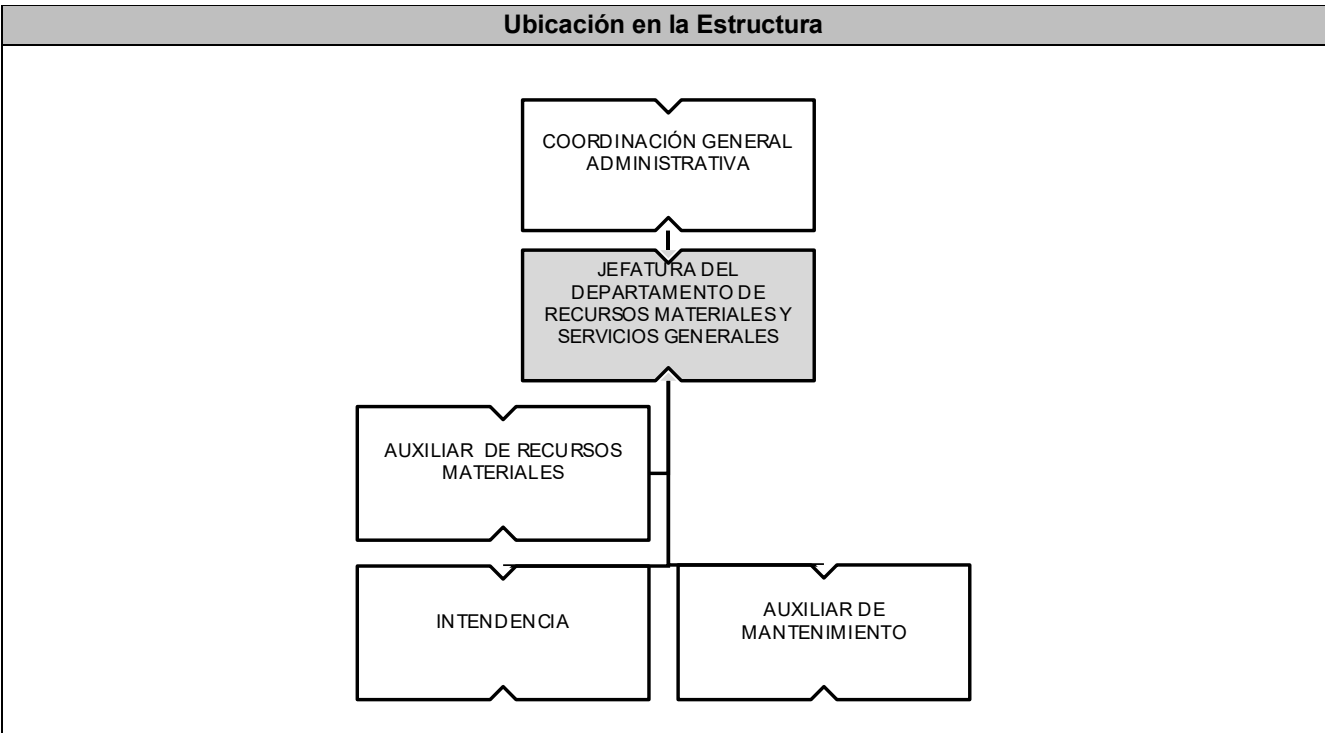 Ubicación en la Estructura
COORDINACIÓN GENERAL
ADMINISTRATIVA
JEFATURA DEL
DEPARTAMENTO DE
RECURSOS MATERIALES Y
SERVICIOS GENERALES
AUXILIAR DE RECURSOS
MATERIALES
INTENDENCIA
AUXILIAR DE
MANTENIMIENTO